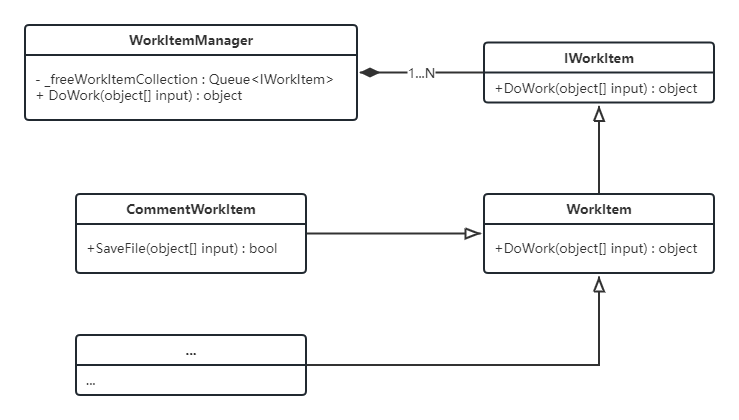 WorkItemManager
- _freeWorkItemCollection : Queue<IWorkItem>
+ DoWork(object[] input) : object
1...N
IWorkItem
+DoWork(object[] input) : object
CommentWorkItem
+SaveFile(object[] input) : bool
WorkItem
+DoWork(object[] input) : object
...
...